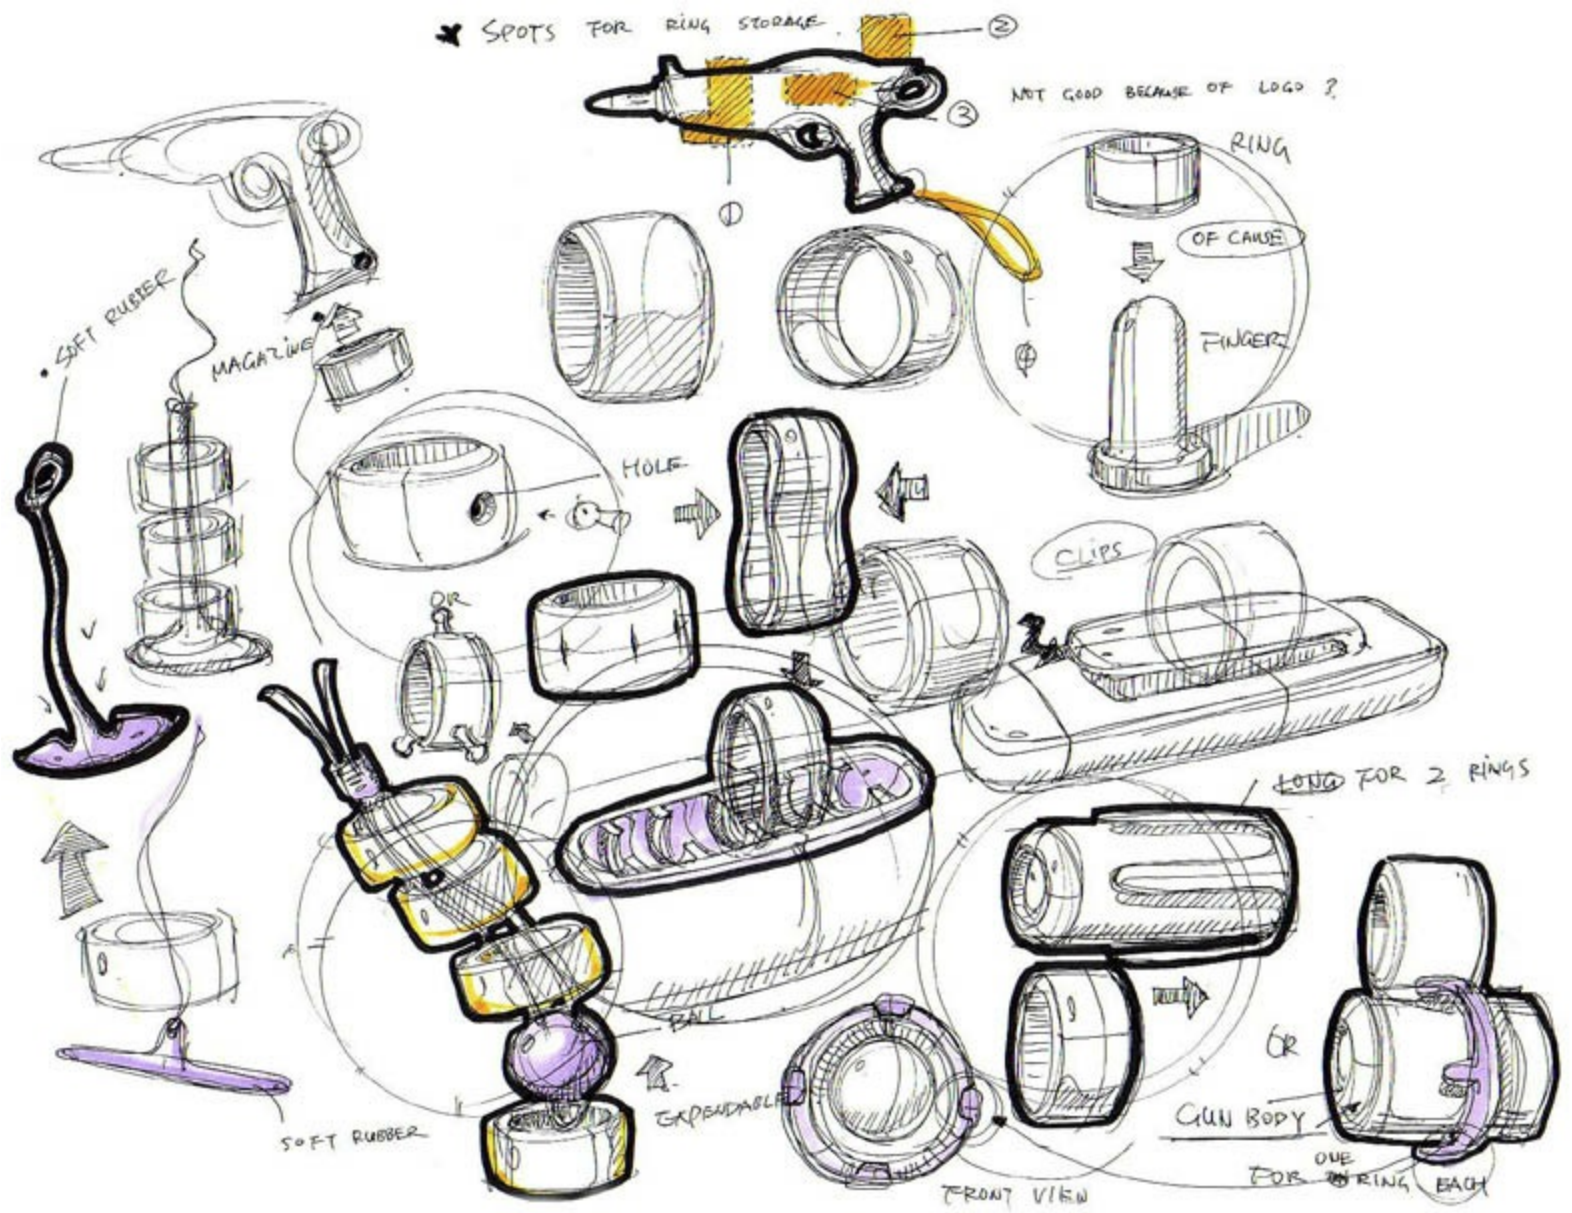 SPOTS FOR RING STORAGE.
②
NOT GOOD BECAUSE OF LOGO ?
③
RING
①
OF CAUSE
• SOFT RUBBER
MAGAZINE
④
FINGER
HOLE
CLIPS
OR
LONG FOR 2 RINGS
BALL
OR
EXPENDABLE
GUN BODY
SOFT RUBBER
ONE
FOR RING EACH
FRONT VIEW